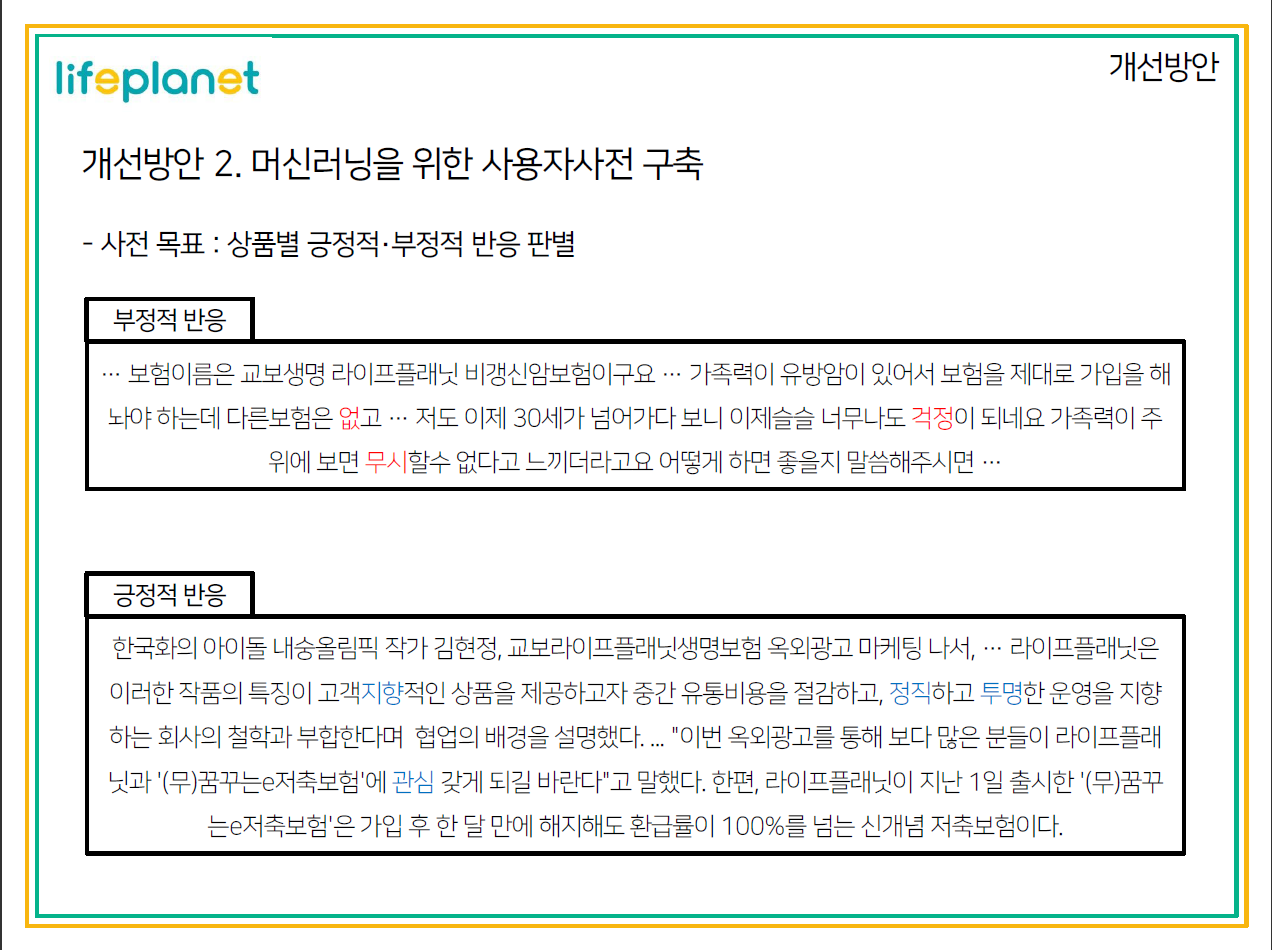 lifeplanet
개선방안
개선방안 2. 머신러닝을 위한 사용자사전 구축
- 사전 목표 : 상품별 긍정적·부정적 반응 판별
부정적 반응
… 보험이름은 교보생명 라이프플래닛 비갱신암보험이구요 … 가족력이 유방암이 있어서 보험을 제대로 가입을 해
놔야 하는데 다른보험은 없고 … 저도 이제 30세가 넘어가다 보니 이제슬슬 너무나도 걱정이 되네요 가족력이 주
위에 보면 무시할수 없다고 느끼더라고요 어떻게 하면 좋을지 말씀해주시면 …
긍정적 반응
한국화의 아이돌 내숭올림픽 작가 김현정, 교보라이프플래닛생명보험 옥외광고 마케팅 나서, … 라이프플래닛은
이러한 작품의 특징이 고객지향적인 상품을 제공하고자 중간 유통비용을 절감하고, 정직하고 투명한 운영을 지향
하는 회사의 철학과 부합한다며 협업의 배경을 설명했다. ... "이번 옥외광고를 통해 보다 많은 분들이 라이프플래
닛과 '(무)꿈꾸는e저축보험'에 관심 갖게 되길 바란다"고 말했다. 한편, 라이프플래닛이 지난 1일 출시한 '(무)꿈꾸
는e저축보험'은 가입 후 한 달 만에 해지해도 환급률이 100%를 넘는 신개념 저축보험이다.